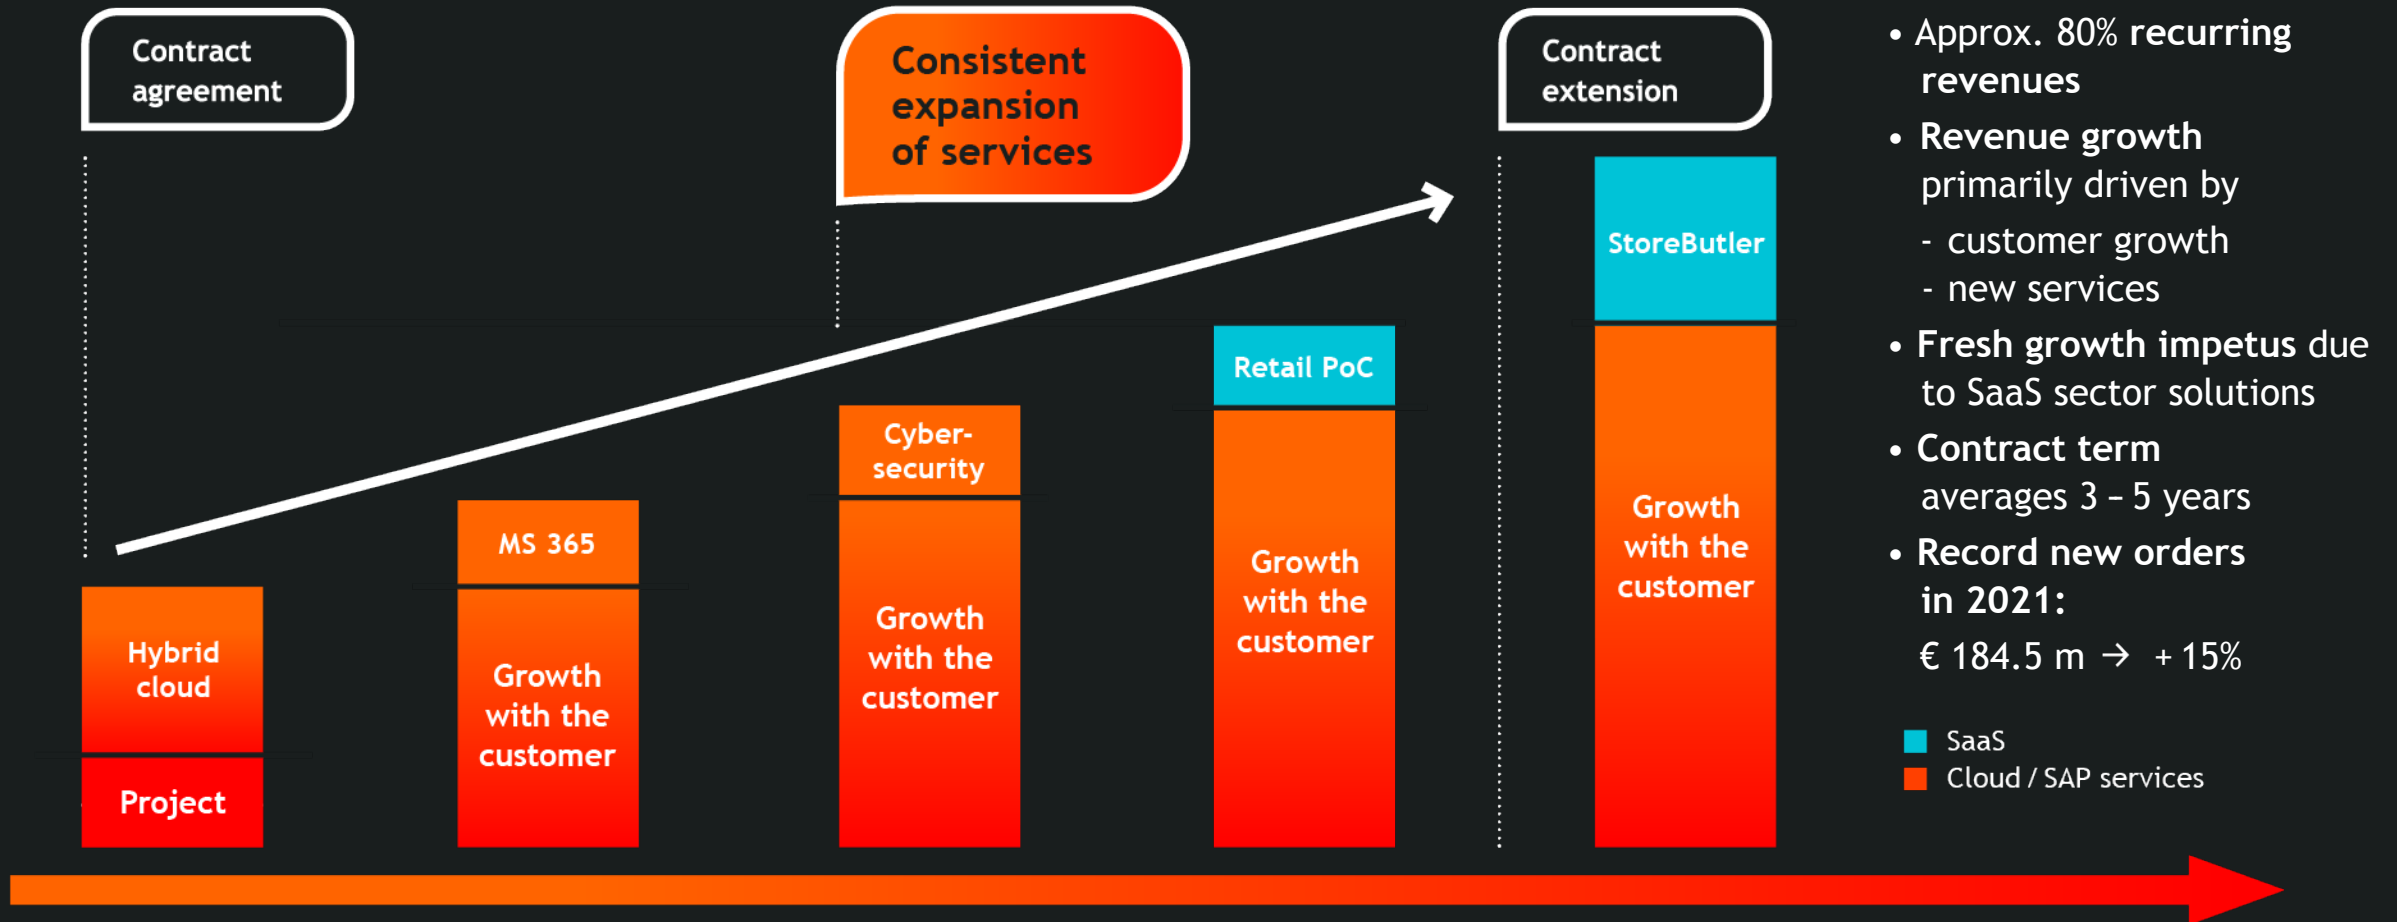 Contract
agreement
Consistent
expansion
of services
Contract
extension
Hybrid
cloud
Project
MS 365
Growth
with the
customer
Cyber-
security
Growth
with the
customer
Retail PoC
Growth
with the
customer
StoreButler
Growth
with the
customer
• Approx. 80% recurring
revenues
• Revenue growth
primarily driven by
- customer growth
- new services
• Fresh growth impetus due
to SaaS sector solutions
• Contract term
averages 3 – 5 years
• Record new orders
in 2021:
€ 184.5 m → + 15%
SaaS
Cloud / SAP services